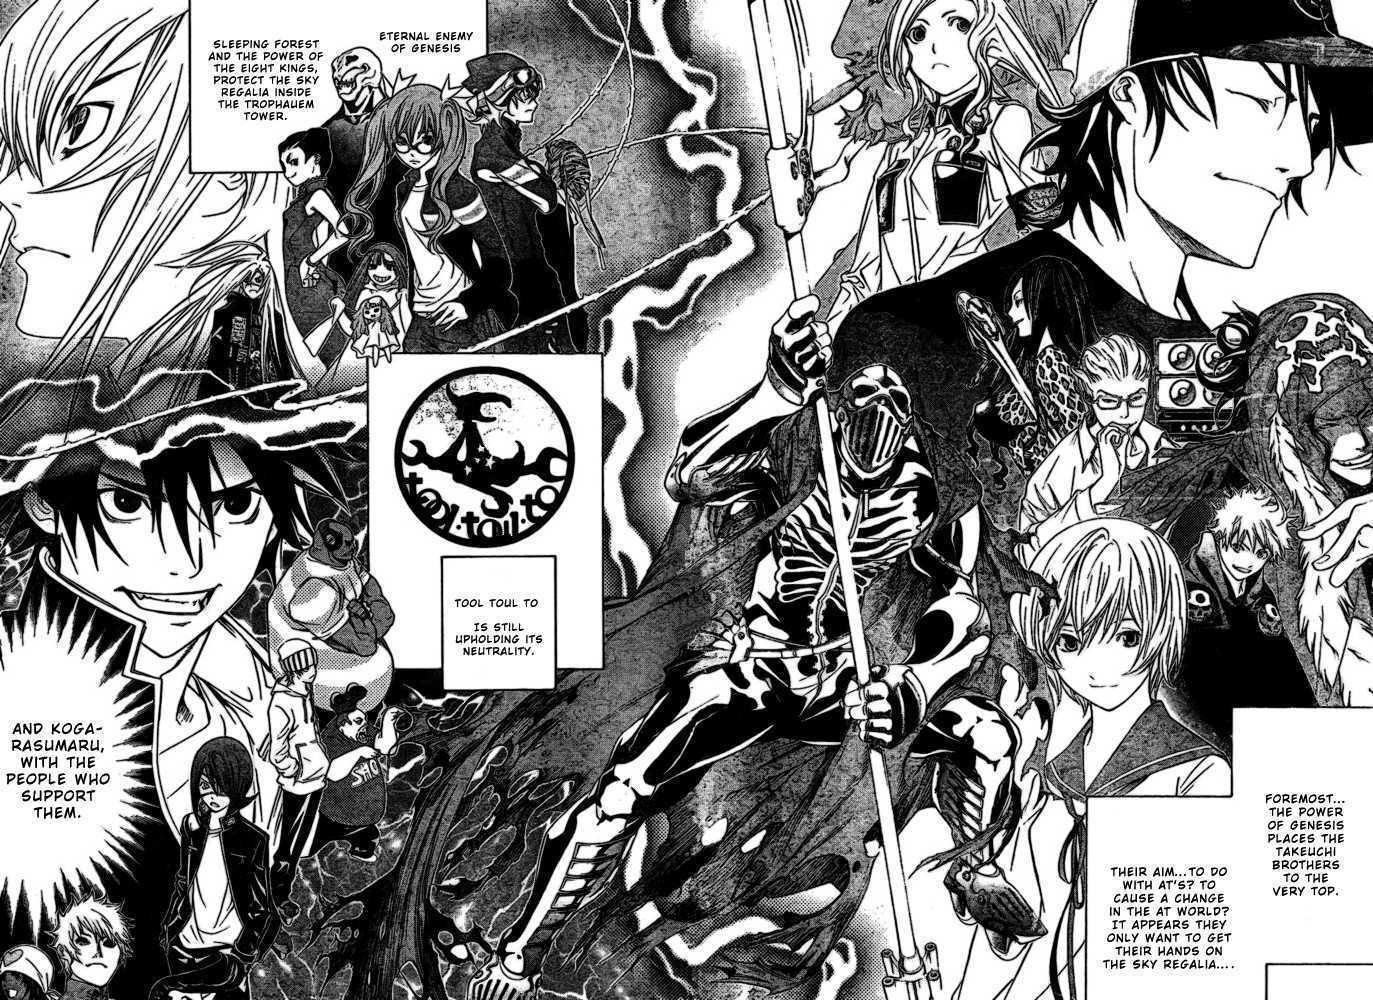 FOREMOST...
THE POWER
OF GENESIS
PLACES THE
TAKEUCHI
BROTHERS
TO THE
VERY TOP.
THEIR AIM...TO DO
WITH AT'S? TO
CAUSE A CHANGE
IN THE AT WORLD?
IT APPEARS THEY
ONLY WANT TO GET
THEIR HANDS ON
THE SKY REGALIA....
ETERNAL ENEMY
OF GENESIS
SLEEPING FOREST
AND THE POWER OF
THE EIGHT KINGS,
PROTECT THE SKY
REGALIA INSIDE
THE TROPHAUEM
TOWER.
tool·toul·to
TOOL TOUL TO
IS STILL
UPHOLDING ITS
NEUTRALITY.
AND KOGA-
RASUMARU,
WITH THE
PEOPLE WHO
SUPPORT
THEM.